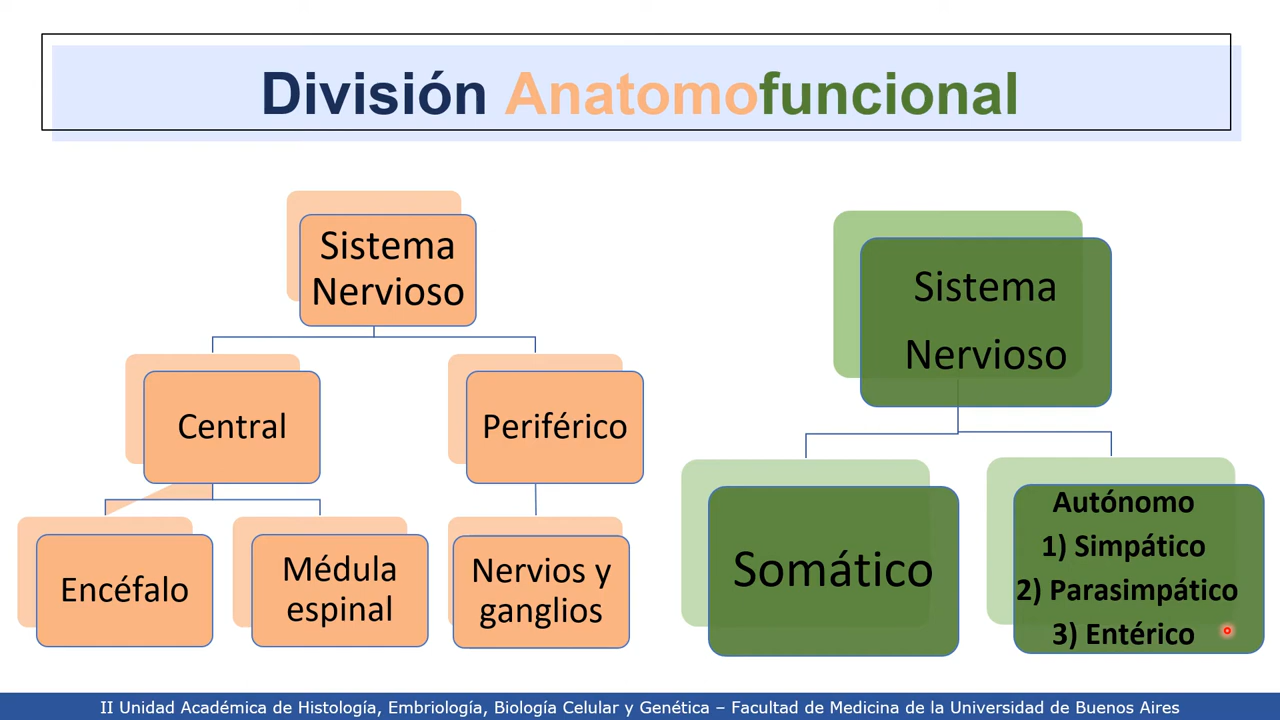 División Anatomofuncional
Sistema
Nervioso
Central
Periférico
Encéfalo
Médula
espinal
Nervios y
ganglios
Sistema
Nervioso
Somático
Autónomo
1) Simpático
2) Parasimpático
3) Entérico
II Unidad Académica de Histología, Embriología, Biología Celular y Genética – Facultad de Medicina de la Universidad de Buenos Aires